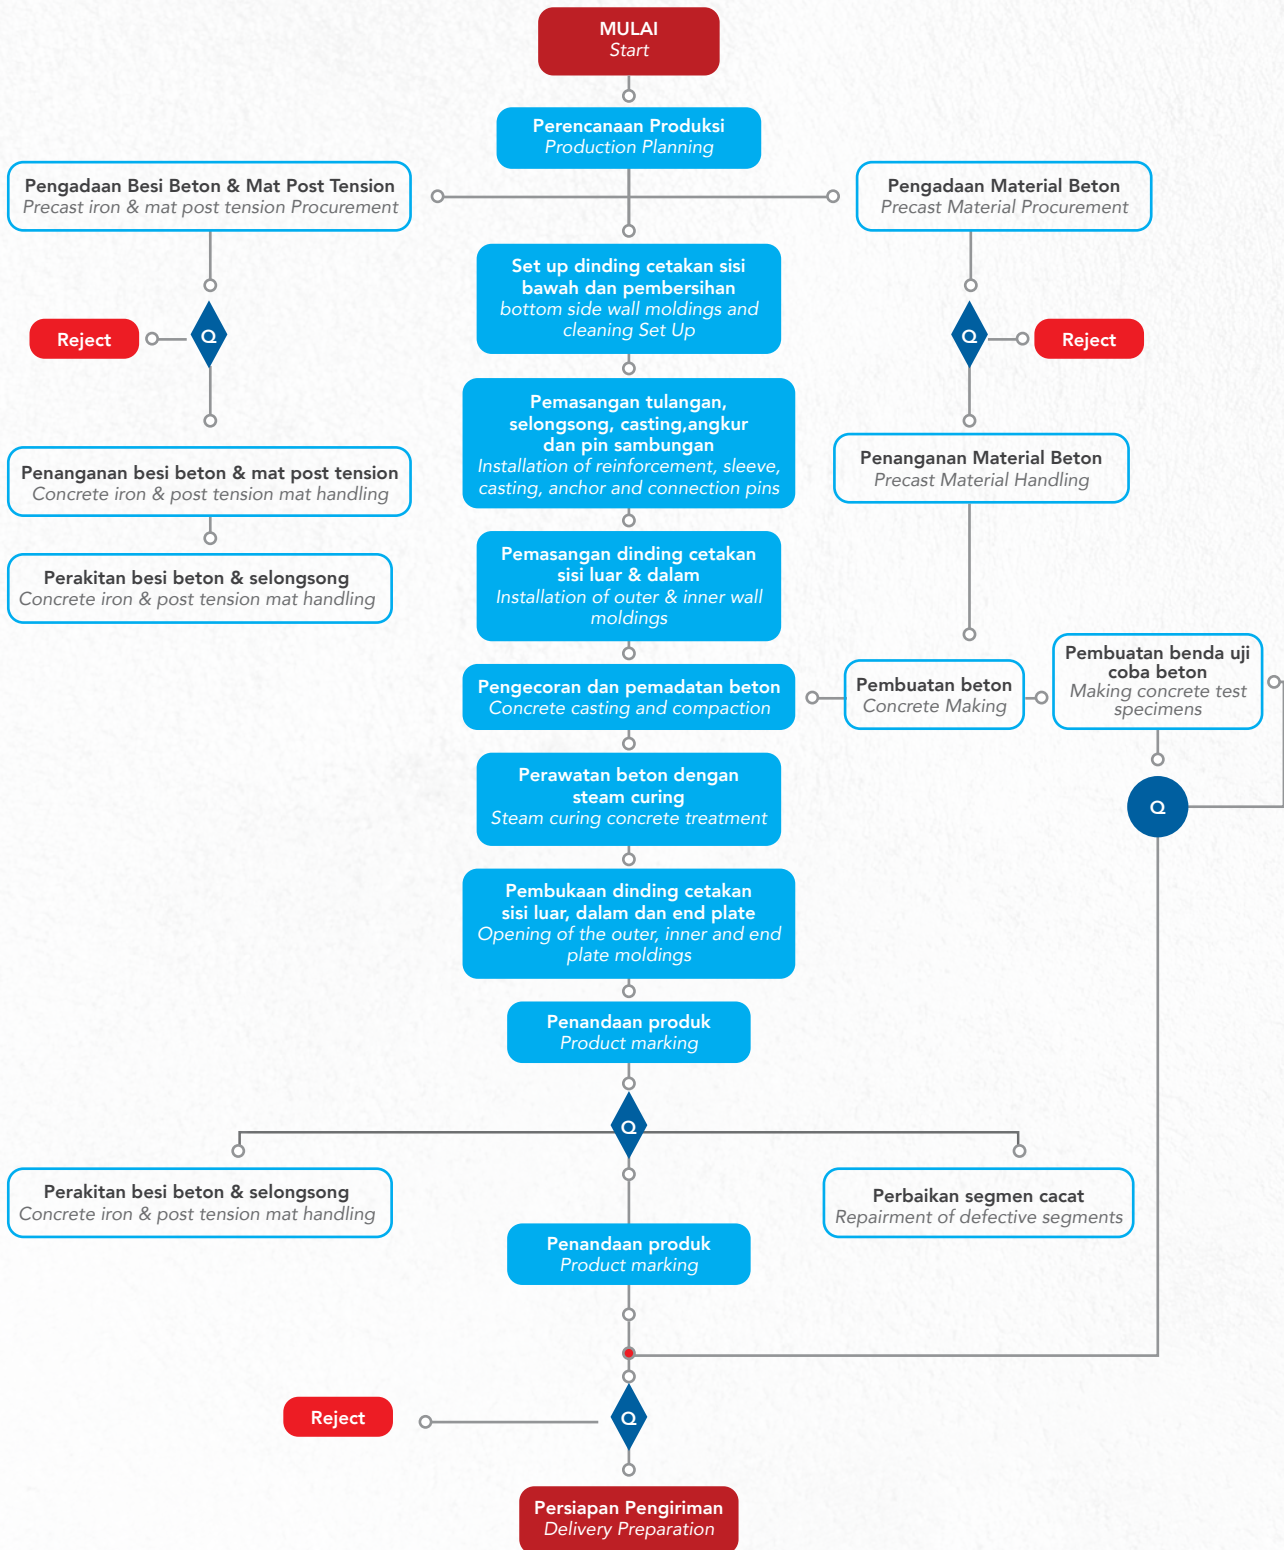 MULAI
Start
Perencanaan Produksi
Production Planning
Pengadaan Besi Beton & Mat Post Tension
Precast iron & mat post tension Procurement
Pengadaan Material Beton
Precast Material Procurement
Set up dinding cetakan sisi
bawah dan pembersihan
bottom side wall moldings and
cleaning Set Up
Reject
Q
Q
Reject
Pemasangan tulangan,
selongsong, casting,angkur
dan pin sambungan
Installation of reinforcement, sleeve,
casting, anchor and connection pins
Penanganan besi beton & mat post tension
Concrete iron & post tension mat handling
Penanganan Material Beton
Precast Material Handling
Pemasangan dinding cetakan
sisi luar & dalam
Installation of outer & inner wall
moldings
Perakitan besi beton & selongsong
Concrete iron & post tension mat handling
Pengecoran dan pemadatan beton
Concrete casting and compaction
Pembuatan beton
Concrete Making
Pembuatan benda uji
coba beton
Making concrete test
specimens
Perawatan beton dengan
steam curing
Steam curing concrete treatment
Q
Pembukaan dinding cetakan
sisi luar, dalam dan end plate
Opening of the outer, inner and end
plate moldings
Penandaan produk
Product marking
Q
Perakitan besi beton & selongsong
Concrete iron & post tension mat handling
Perbaikan segmen cacat
Repairment of defective segments
Penandaan produk
Product marking
Reject
Q
Persiapan Pengiriman
Delivery Preparation